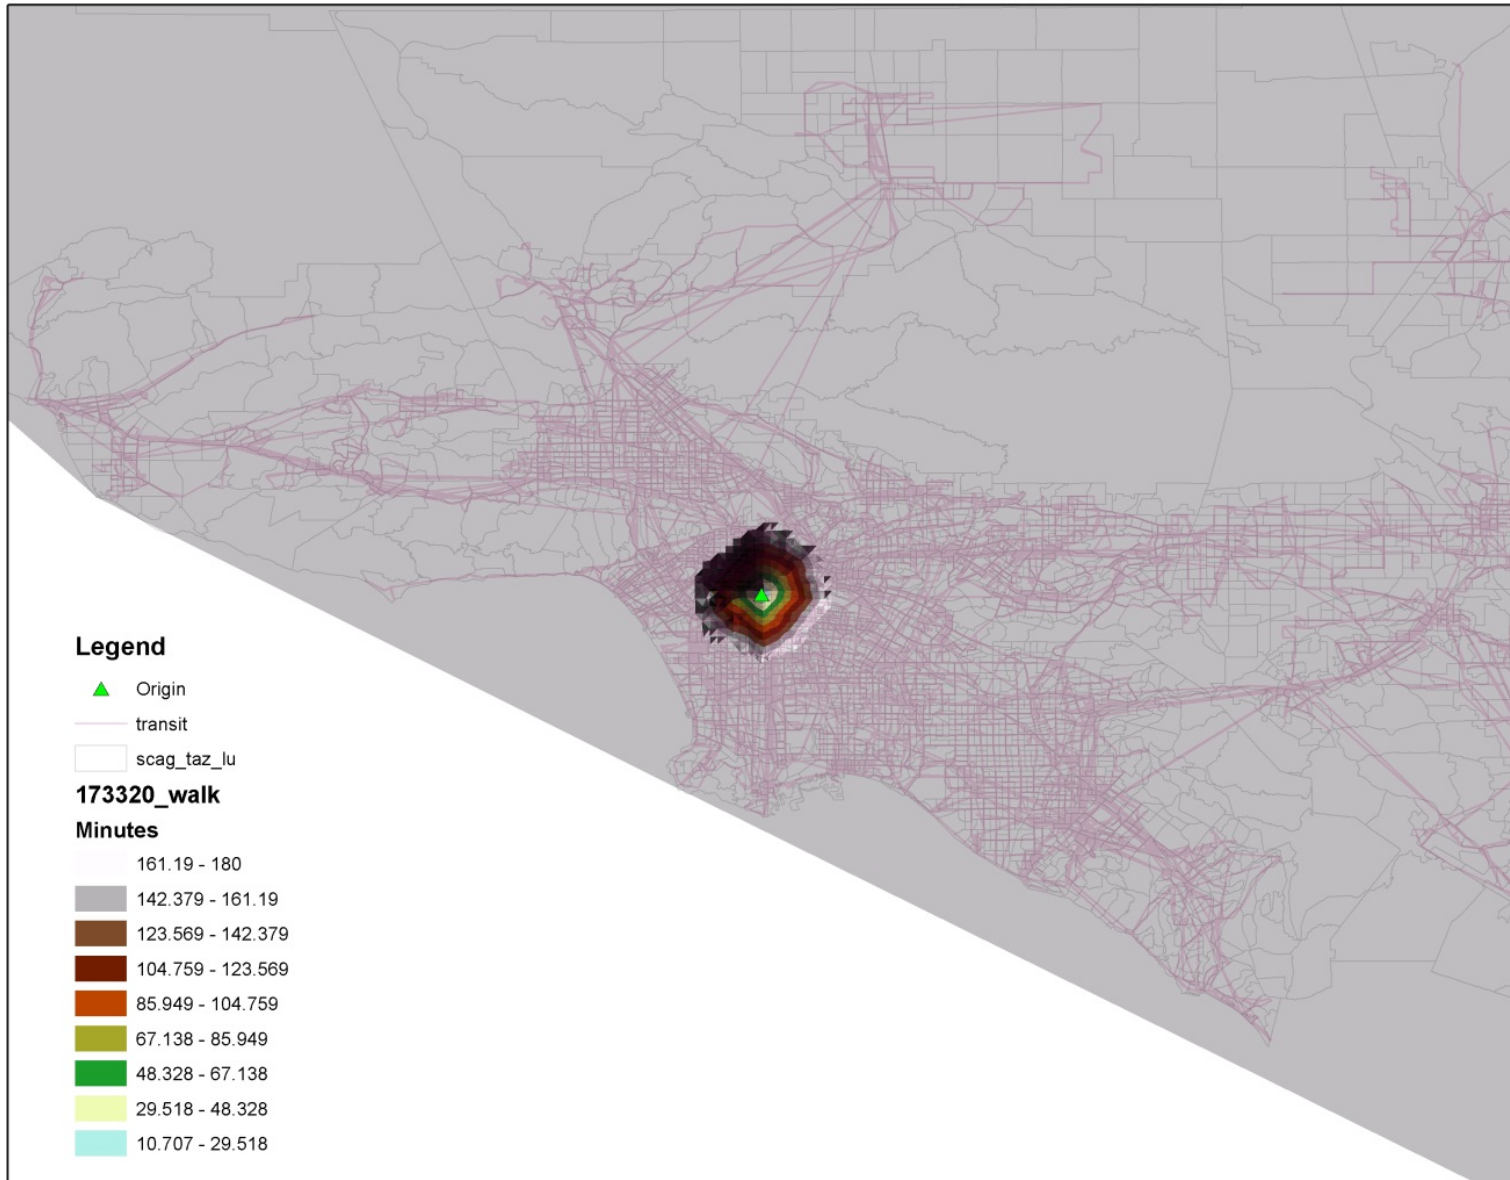 Legend
Origin
transit
scag_taz_lu
173320_walk
Minutes
161.19 - 180
142.379 - 161.19
123.569 - 142.379
104.759 - 123.569
85.949 - 104.759
67.138 - 85.949
48.328 - 67.138
29.518 - 48.328
10.707 - 29.518